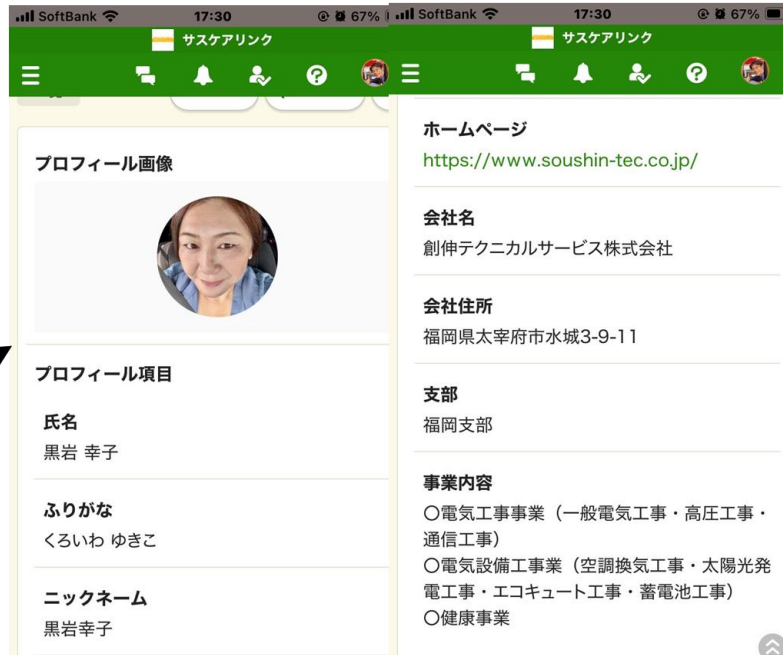 SoftBank 17:30 67%
サスケアリンク
プロフィール画像
プロフィール項目
氏名
黒岩 幸子
ふりがな
くろいわ ゆきこ
ニックネーム
黒岩幸子
SoftBank 17:30 67%
サスケアリンク
ホームページ
https://www.soushin-tec.co.jp/
会社名
創伸テクニカルサービス株式会社
会社住所
福岡県太宰府市水城3-9-11
支部
福岡支部
事業内容
〇電気工事事業（一般電気工事・高圧工事・
通信工事）
〇電気設備工事業（空調換気工事・太陽光発
電工事・エコキュート工事・蓄電池工事）
〇健康事業